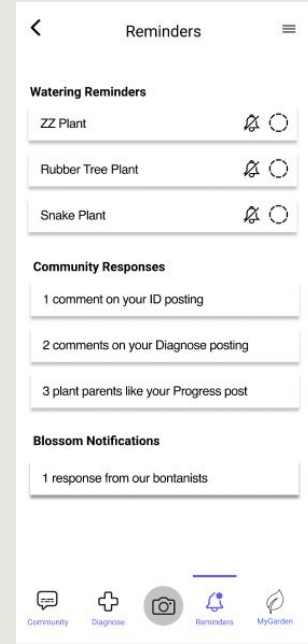 Reminders
Watering Reminders
ZZ Plant
Rubber Tree Plant
Snake Plant
Community Responses
1 comment on your ID posting
2 comments on your Diagnose posting
3 plant parents like your Progress post
Blossom Notifications
1 response from our bontanists
Community Diagnose Reminders MyGarden